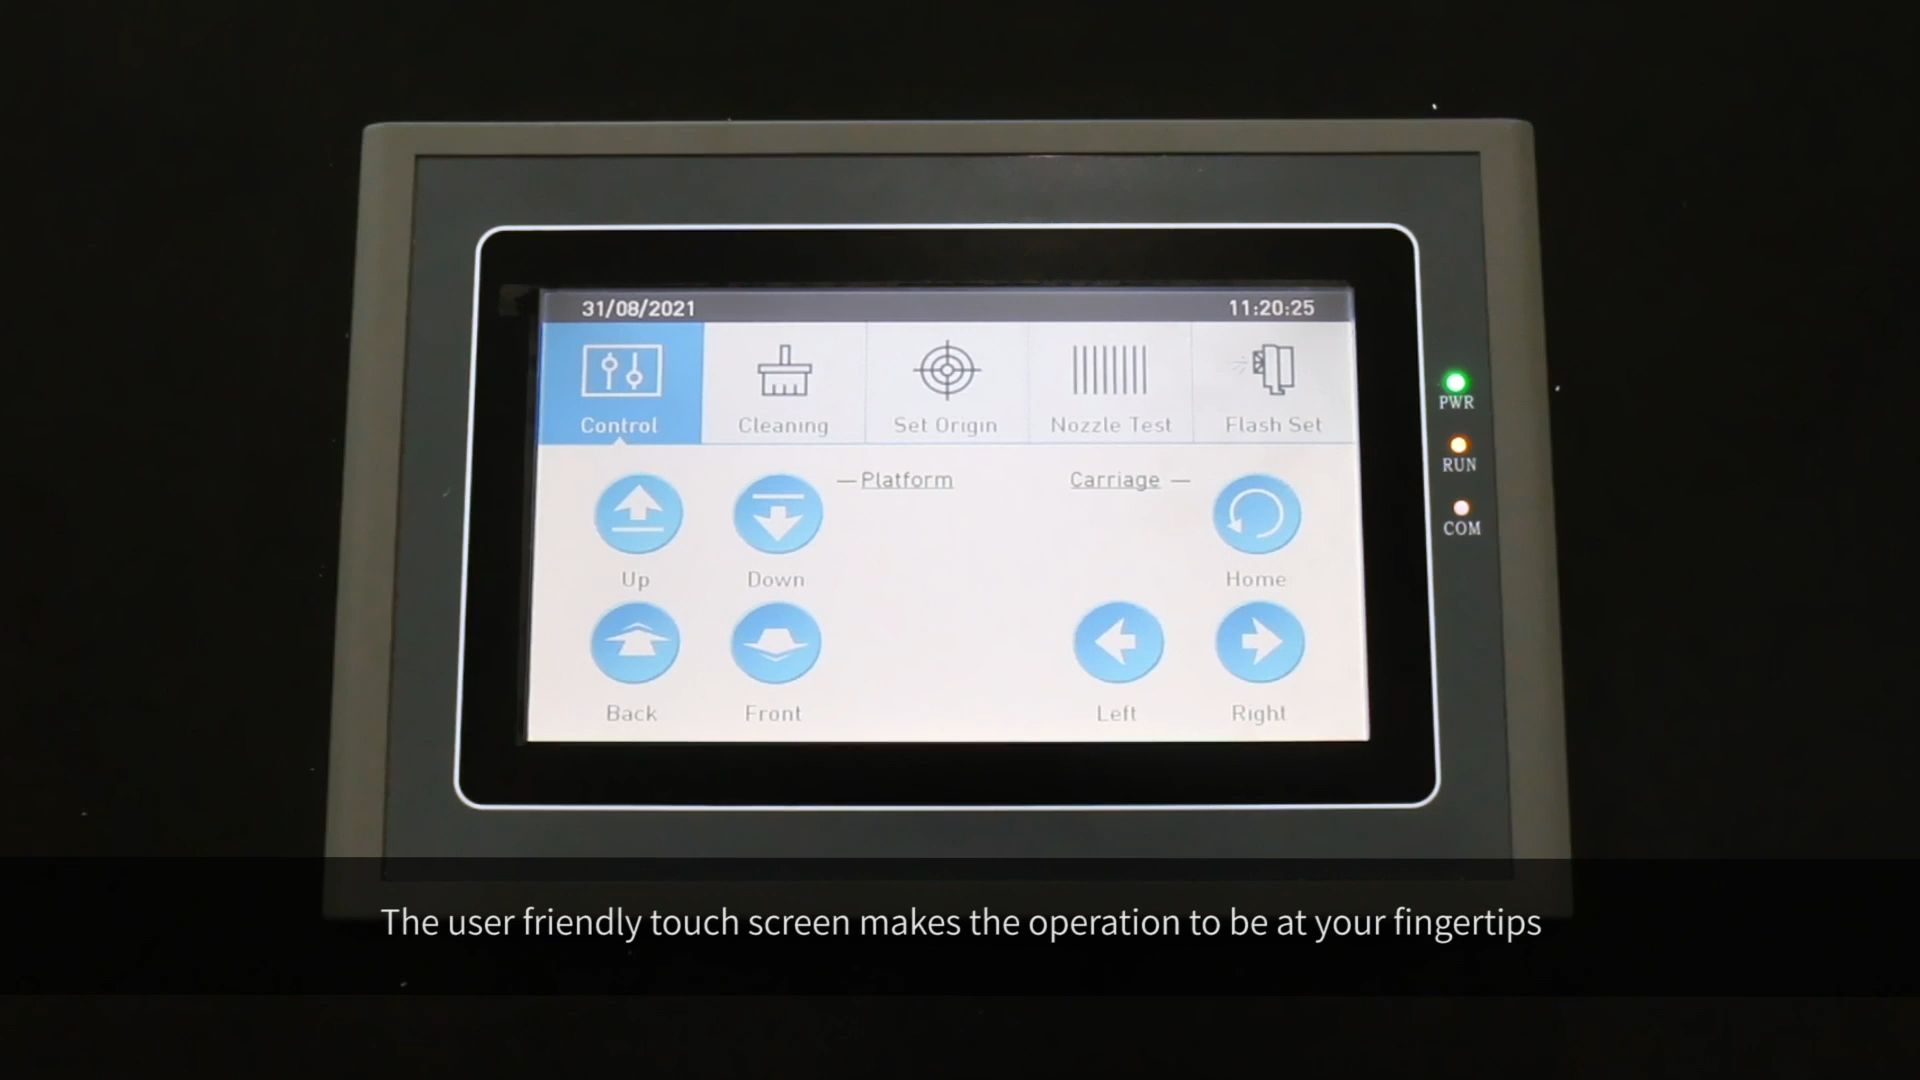 31/08/2021 11:20:25
Control Cleaning Set Origin Nozzle Test Flash Set
PWR
RUN
COM
Platform Carriage
Up Down Home
Back Front Left Right
The user friendly touch screen makes the operation to be at your fingertips